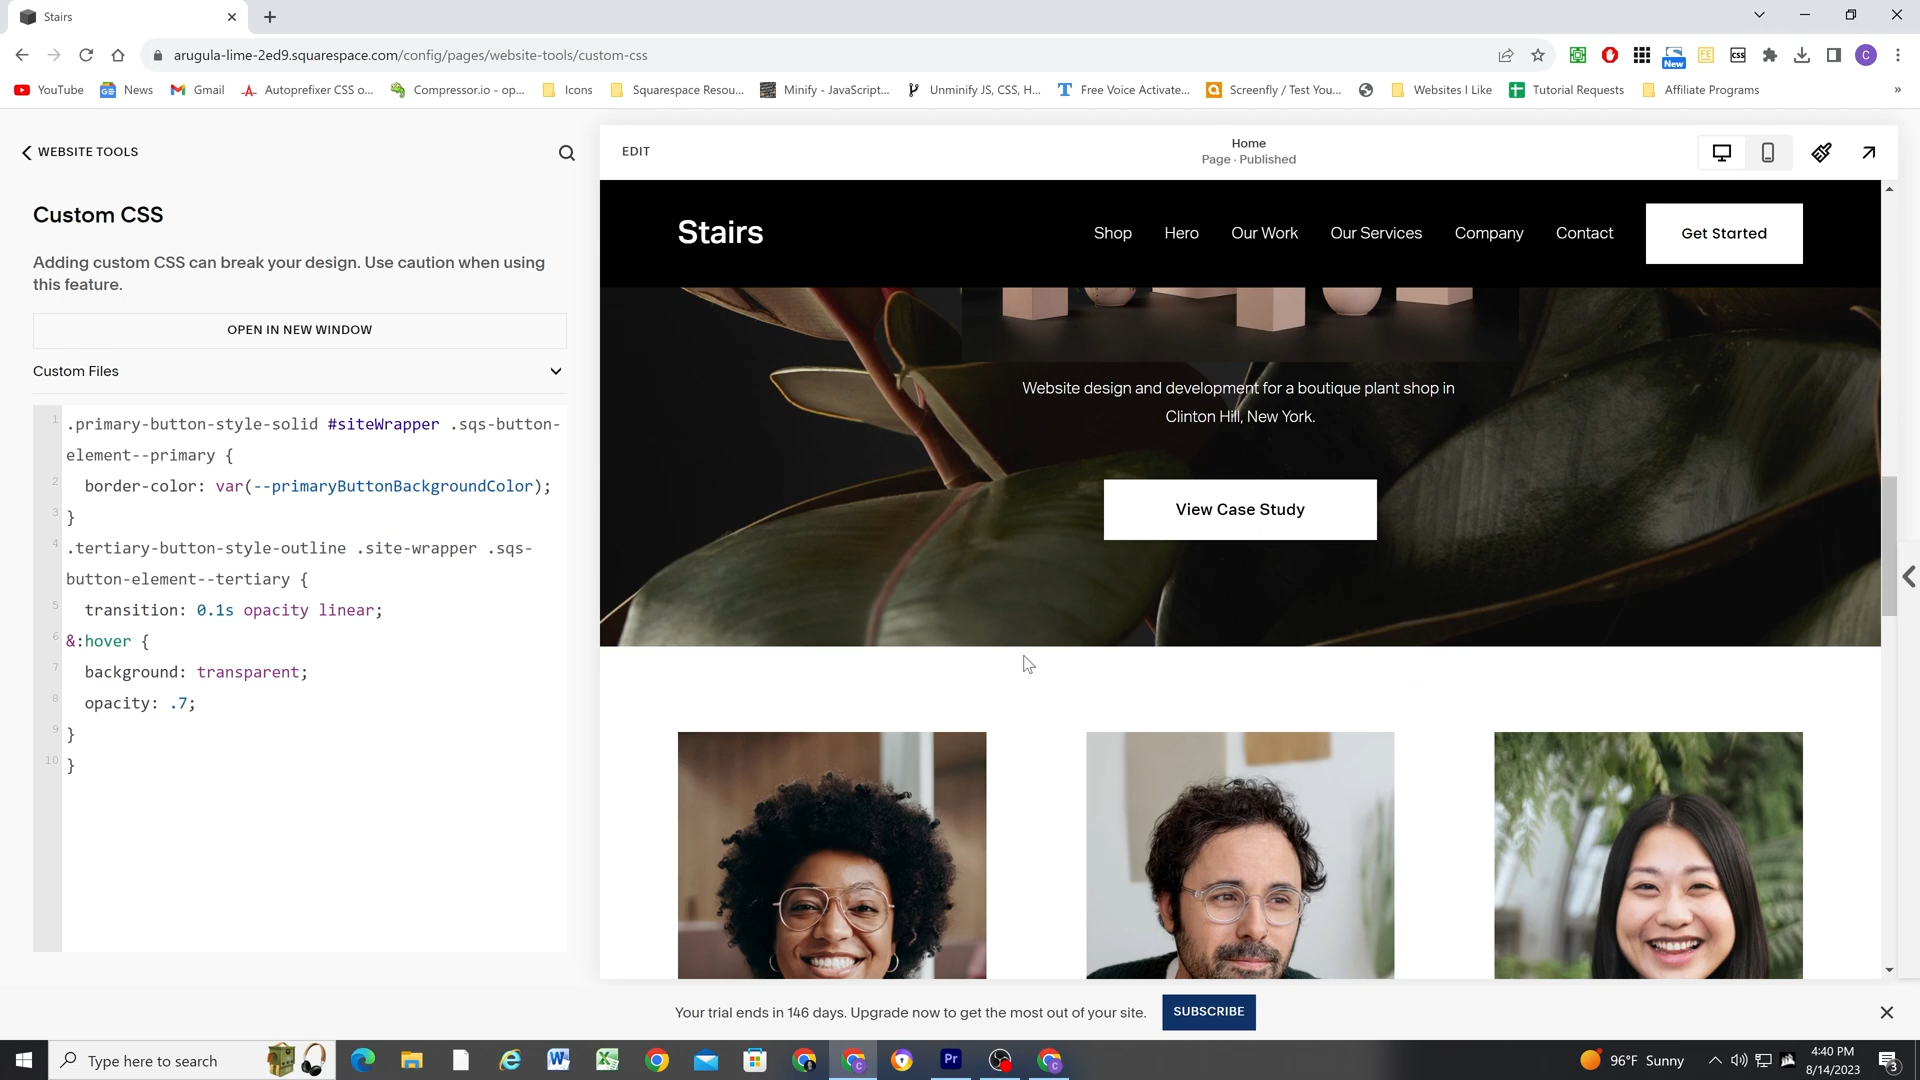 Stairs
arugula-lime-2ed9.squarespace.com/config/pages/website-tools/custom-css
New
FE
CSS
C
YouTube
News
Gmail
Autoprefixer CSS o...
Compressor.io - op...
Icons
Squarespace Resou...
Minify - JavaScript...
Unminify JS, CSS, H...
Free Voice Activate...
Screenfly / Test You...
Websites I Like
Tutorial Requests
Affiliate Programs
»
WEBSITE TOOLS
EDIT
Home
Page · Published
Custom CSS
Adding custom CSS can break your design. Use caution when using
this feature.
OPEN IN NEW WINDOW
Custom Files
1 .primary-button-style-solid #siteWrapper .sqs-button-
element--primary {
2 border-color: var(--primaryButtonBackgroundColor);
3 }
4 .tertiary-button-style-outline .site-wrapper .sqs-
button-element--tertiary {
5 transition: 0.1s opacity linear;
6 &:hover {
7 background: transparent;
8 opacity: .7;
9 }
10 }
Stairs
Shop
Hero
Our Work
Our Services
Company
Contact
Get Started
Website design and development for a boutique plant shop in
Clinton Hill, New York.
View Case Study
Your trial ends in 146 days. Upgrade now to get the most out of your site.
SUBSCRIBE
Type here to search
Pr
96°F Sunny
4:40 PM
8/14/2023
3